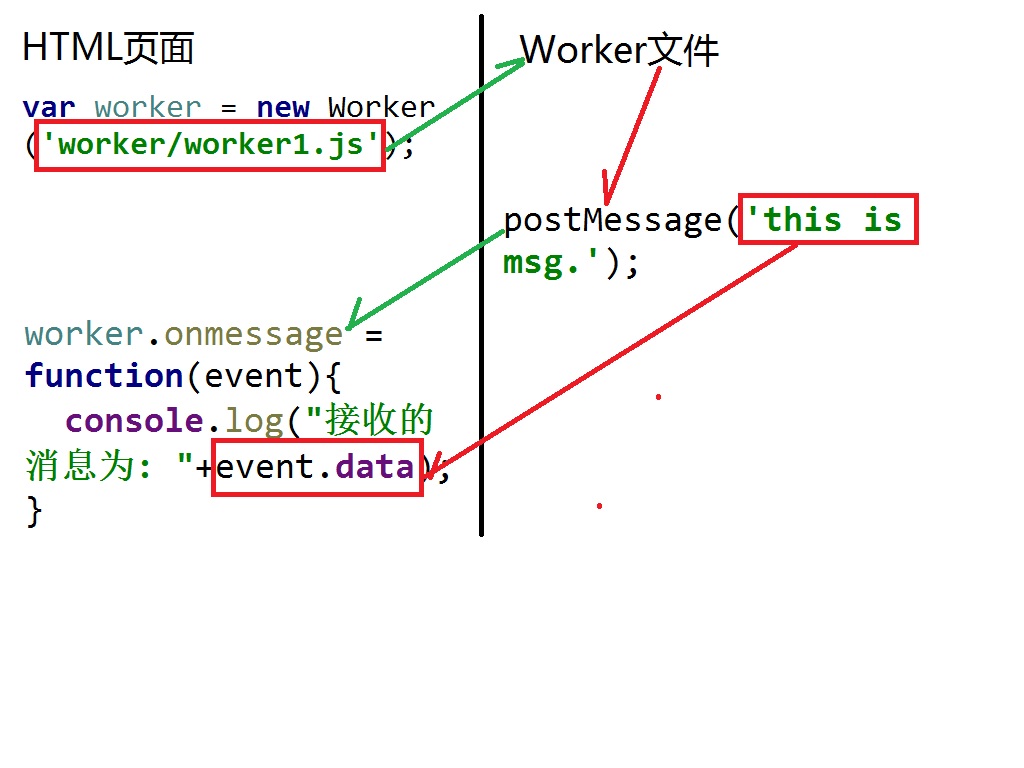 HTML页面
var worker = new Worker
('worker/worker1.js');
worker.onmessage =
function(event){
console.log("接收的
消息为: "+event.data);
}
Worker文件
postMessage('this is
msg.');